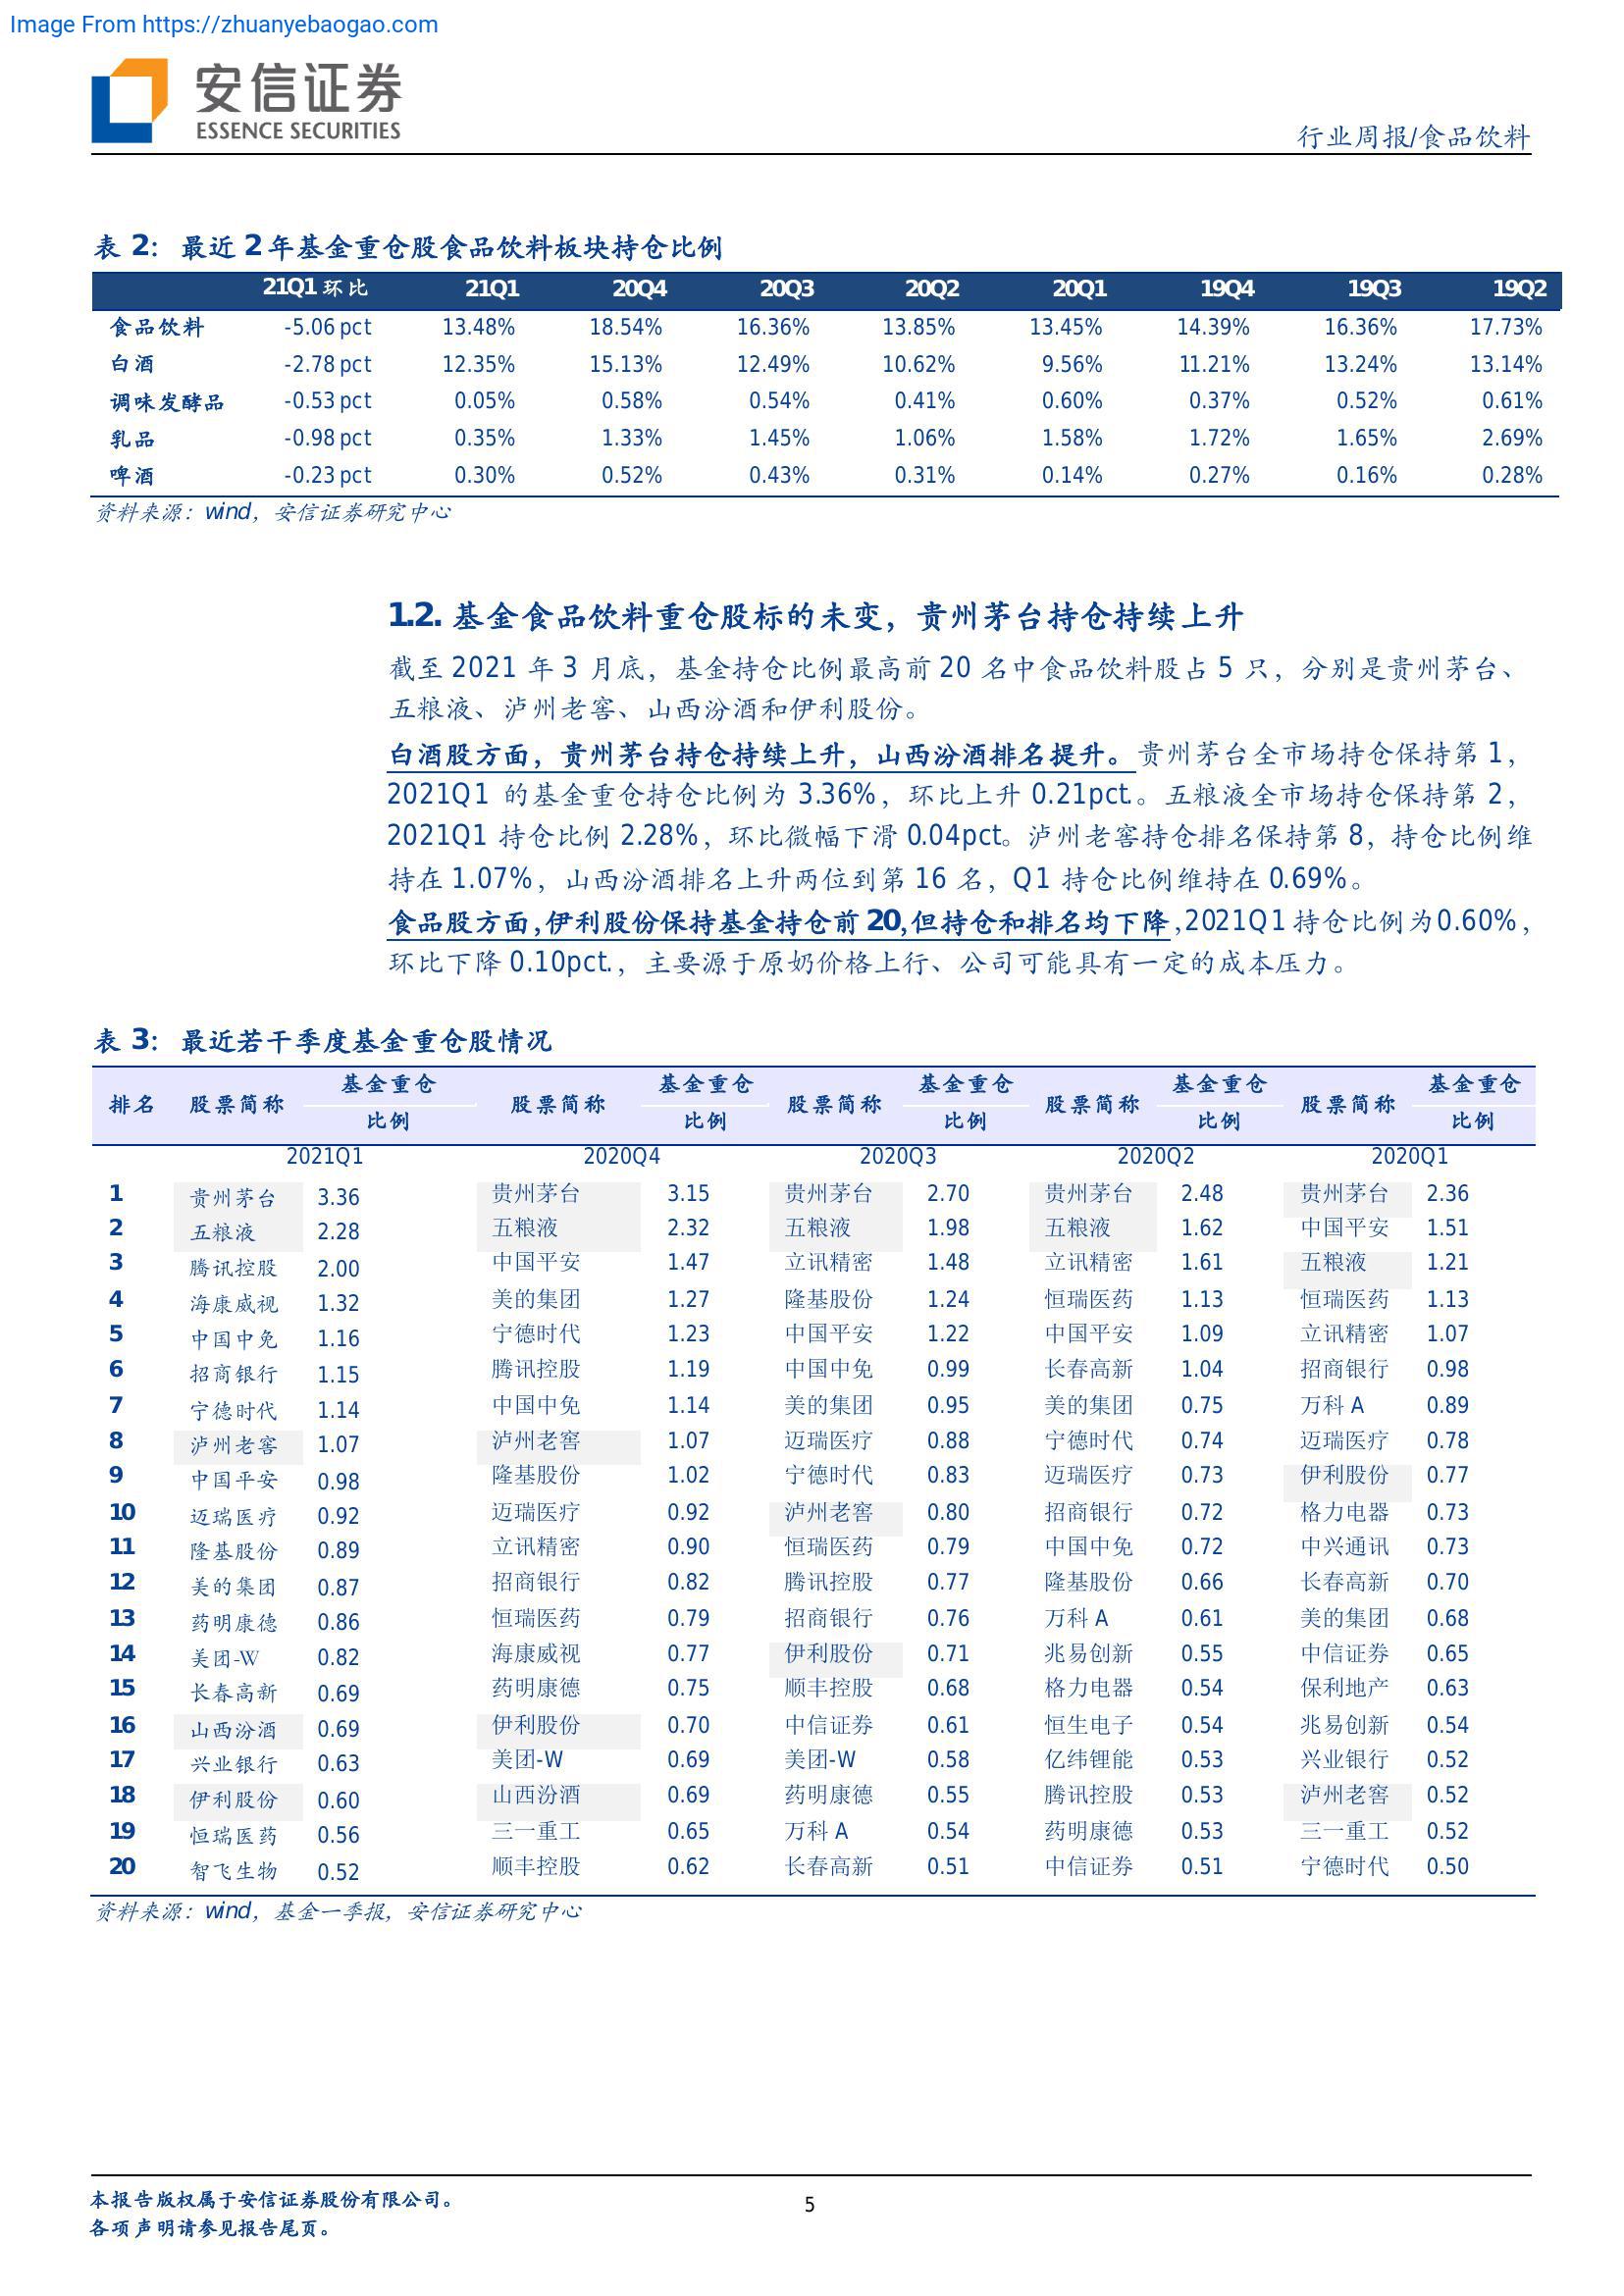 Image From https://zhuanyebaogao.com
安信证券
ESSENCE SECURITIES
行业周报/食品饮料
表 2： 最近 2 年基金重仓股食品饮料板块持仓比例
21Q1 环比 21Q1 20Q4 20Q3 20Q2 20Q1 19Q4 19Q3 19Q2
食品饮料 -5.06 pct 13.48% 18.54% 16.36% 13.85% 13.45% 14.39% 16.36% 17.73%
白酒 -2.78 pct 12.35% 15.13% 12.49% 10.62% 9.56% 11.21% 13.24% 13.14%
调味发酵品 -0.53 pct 0.05% 0.58% 0.54% 0.41% 0.60% 0.37% 0.52% 0.61%
乳品 -0.98 pct 0.35% 1.33% 1.45% 1.06% 1.58% 1.72% 1.65% 2.69%
啤酒 -0.23 pct 0.30% 0.52% 0.43% 0.31% 0.14% 0.27% 0.16% 0.28%
资料来源：wind，安信证券研究中心
1.2. 基金食品饮料重仓股标的未变，贵州茅台持仓持续上升
截至 2021 年 3 月底，基金持仓比例最高前 20 名中食品饮料股占 5 只，分别是贵州茅台、
五粮液、泸州老窖、山西汾酒和伊利股份。
白酒股方面，贵州茅台持仓持续上升，山西汾酒排名提升。贵州茅台全市场持仓保持第 1，
2021Q1 的基金重仓持仓比例为 3.36%，环比上升 0.21pct.。五粮液全市场持仓保持第 2，
2021Q1 持仓比例 2.28%，环比微幅下滑 0.04pct。泸州老窖持仓排名保持第 8，持仓比例维
持在 1.07%，山西汾酒排名上升两位到第 16 名，Q1 持仓比例维持在 0.69%。
食品股方面,伊利股份保持基金持仓前 20,但持仓和排名均下降,2021Q1 持仓比例为 0.60%，
环比下降 0.10pct.，主要源于原奶价格上行、公司可能具有一定的成本压力。
表 3： 最近若干季度基金重仓股情况
排名 股票简称 基金重仓 股票简称 基金重仓 股票简称 基金重仓 股票简称 基金重仓 股票简称 基金重仓
比例 比例 比例 比例 比例
2021Q1 2020Q4 2020Q3 2020Q2 2020Q1
1 贵州茅台 3.36 贵州茅台 3.15 贵州茅台 2.70 贵州茅台 2.48 贵州茅台 2.36
2 五粮液 2.28 五粮液 2.32 五粮液 1.98 五粮液 1.62 中国平安 1.51
3 腾讯控股 2.00 中国平安 1.47 立讯精密 1.48 立讯精密 1.61 五粮液 1.21
4 海康威视 1.32 美的集团 1.27 隆基股份 1.24 恒瑞医药 1.13 恒瑞医药 1.13
5 中国中免 1.16 宁德时代 1.23 中国平安 1.22 中国平安 1.09 立讯精密 1.07
6 招商银行 1.15 腾讯控股 1.19 中国中免 0.99 长春高新 1.04 招商银行 0.98
7 宁德时代 1.14 中国中免 1.14 美的集团 0.95 美的集团 0.75 万科 A 0.89
8 泸州老窖 1.07 泸州老窖 1.07 迈瑞医疗 0.88 宁德时代 0.74 迈瑞医疗 0.78
9 中国平安 0.98 隆基股份 1.02 宁德时代 0.83 迈瑞医疗 0.73 伊利股份 0.77
10 迈瑞医疗 0.92 迈瑞医疗 0.92 泸州老窖 0.80 招商银行 0.72 格力电器 0.73
11 隆基股份 0.89 立讯精密 0.90 恒瑞医药 0.79 中国中免 0.72 中兴通讯 0.73
12 美的集团 0.87 招商银行 0.82 腾讯控股 0.77 隆基股份 0.66 长春高新 0.70
13 药明康德 0.86 恒瑞医药 0.79 招商银行 0.76 万科 A 0.61 美的集团 0.68
14 美团-W 0.82 海康威视 0.77 伊利股份 0.71 兆易创新 0.55 中信证券 0.65
15 长春高新 0.69 药明康德 0.75 顺丰控股 0.68 格力电器 0.54 保利地产 0.63
16 山西汾酒 0.69 伊利股份 0.70 中信证券 0.61 恒生电子 0.54 兆易创新 0.54
17 兴业银行 0.63 美团-W 0.69 美团-W 0.58 亿纬锂能 0.53 兴业银行 0.52
18 伊利股份 0.60 山西汾酒 0.69 药明康德 0.55 腾讯控股 0.53 泸州老窖 0.52
19 恒瑞医药 0.56 三一重工 0.65 万科 A 0.54 药明康德 0.53 三一重工 0.52
20 智飞生物 0.52 顺丰控股 0.62 长春高新 0.51 中信证券 0.51 宁德时代 0.50
资料来源：wind，基金一季报，安信证券研究中心
本报告版权属于安信证券股份有限公司。
各项声明请参见报告尾页。
5